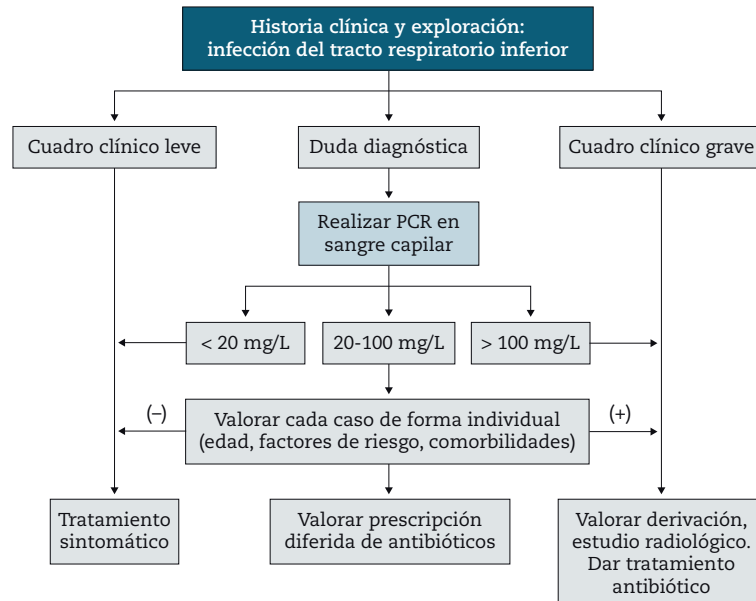 Historia clínica y exploración:
infección del tracto respiratorio inferior
Cuadro clínico leve
Duda diagnóstica
Cuadro clínico grave
Realizar PCR en
sangre capilar
< 20 mg/L
20-100 mg/L
> 100 mg/L
(–)
Valorar cada caso de forma individual
(edad, factores de riesgo, comorbilidades)
(+)
Tratamiento
sintomático
Valorar prescripción
diferida de antibióticos
Valorar derivación,
estudio radiológico.
Dar tratamiento
antibiótico